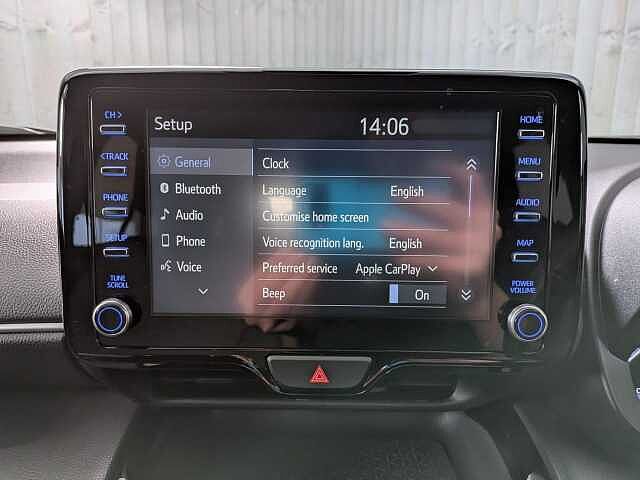 CH >
<TRACK
PHONE
SETUP
TUNE
SCROLL
Setup
14:06
General
Bluetooth
Audio
Phone
Voice
Clock
Language English
Customise home screen
Voice recognition lang. English
Preferred service Apple CarPlay
Beep On
HOME
MENU
AUDIO
MAP
POWER
VOLUME